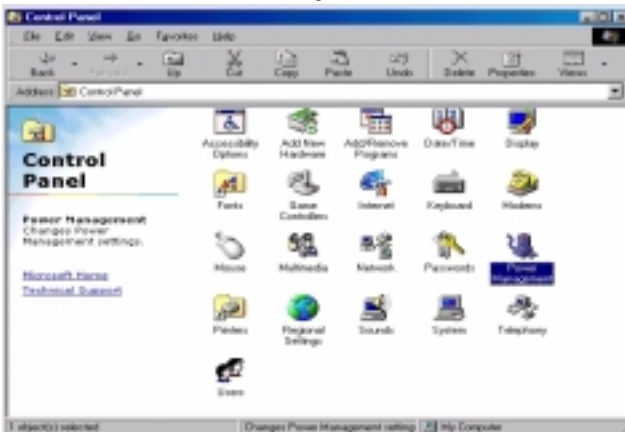 Control Panel
File Edit View Go Favorites Help
Back Forward Up Cut Copy Paste Undo Delete Properties Views
Address Control Panel
Control
Panel
Power Management
Changes Power
Management settings.
Microsoft Home
Technical Support
Accessibility Options
Add New Hardware
Add/Remove Programs
Date/Time
Display
Fonts
Game Controllers
Internet
Keyboard
Modems
Mouse
Multimedia
Network
Passwords
Power Management
Printers
Regional Settings
Sounds
System
Telephony
Users
1 object(s) selected Changes Power Management setting My Computer